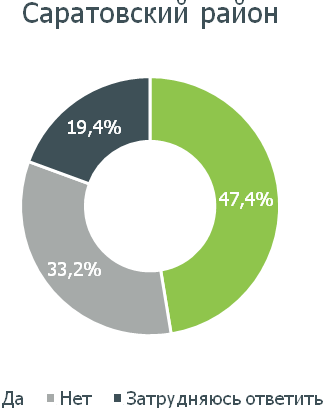 Саратовский район
19,4%
47,4%
33,2%
Да Нет Затрудняюсь ответить